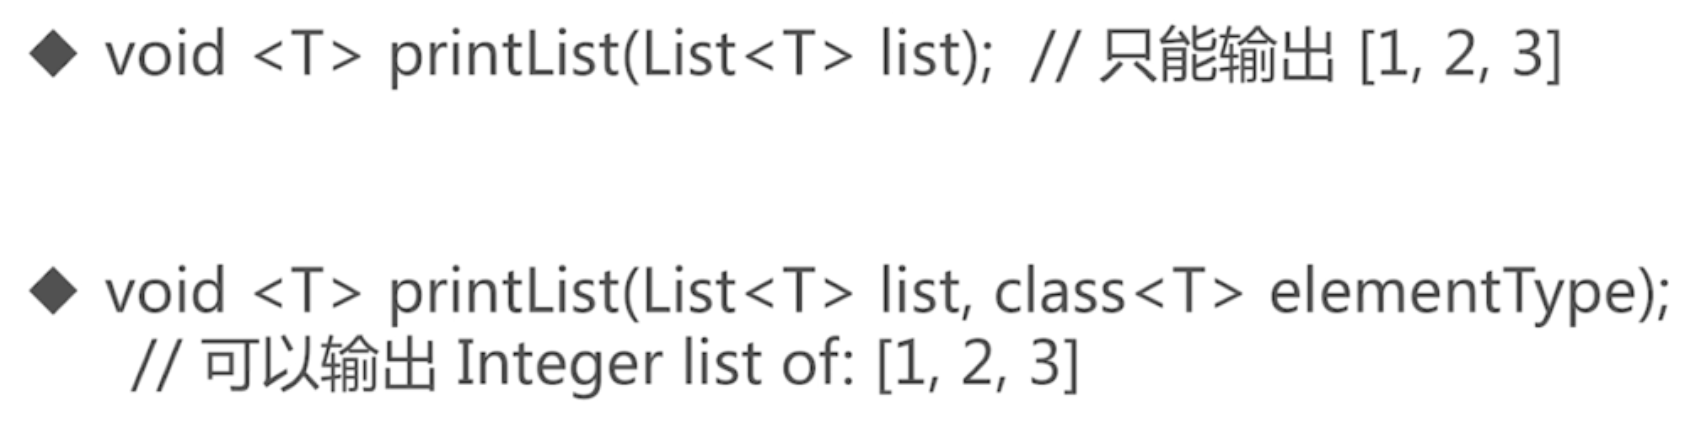 ◆ void <T> printList(List<T> list); // 只能输出 [1, 2, 3]
◆ void <T> printList(List<T> list, class<T> elementType);
// 可以输出 Integer list of: [1, 2, 3]